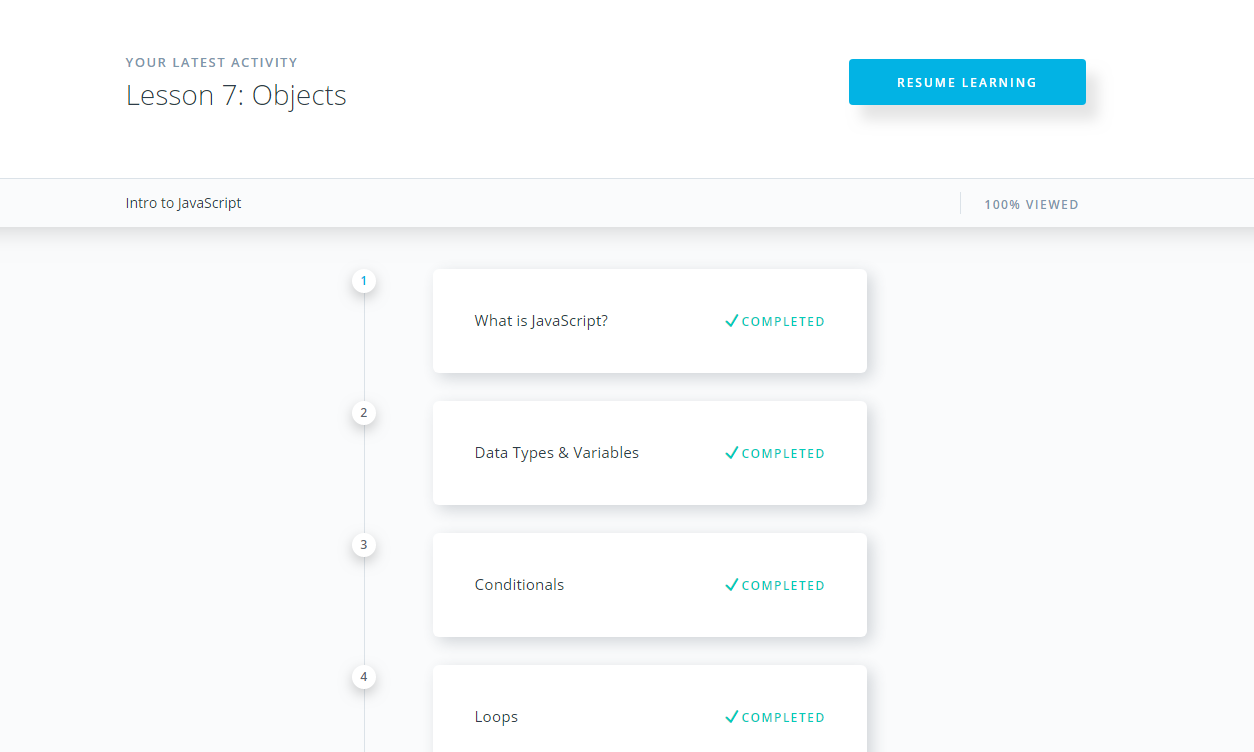 YOUR LATEST ACTIVITY
Lesson 7: Objects
RESUME LEARNING
Intro to JavaScript
100% VIEWED
1
What is JavaScript?
✓ COMPLETED
2
Data Types & Variables
✓ COMPLETED
3
Conditionals
✓ COMPLETED
4
Loops
✓ COMPLETED